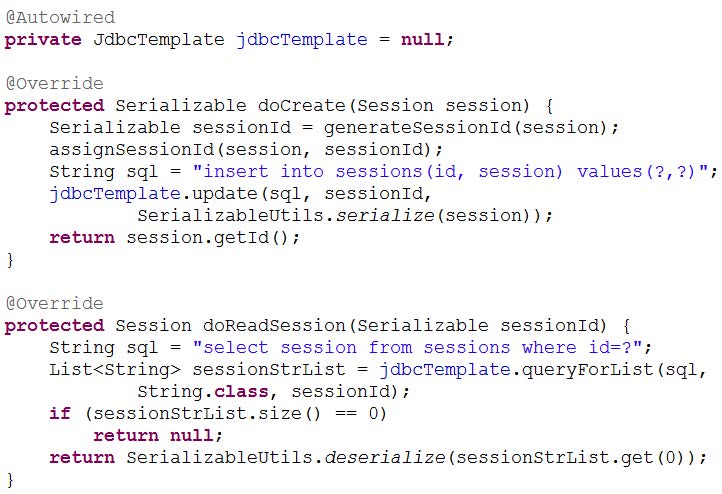 @Autowired
private JdbcTemplate jdbcTemplate = null;
@Override
protected Serializable doCreate(Session session) {
    Serializable sessionId = generateSessionId(session);
    assignSessionId(session, sessionId);
    String sql = "insert into sessions(id, session) values(?,?)";
    jdbcTemplate.update(sql, sessionId,
            SerializableUtils.serialize(session));
    return session.getId();
}
@Override
protected Session doReadSession(Serializable sessionId) {
    String sql = "select session from sessions where id=?";
    List<String> sessionStrList = jdbcTemplate.queryForList(sql,
            String.class, sessionId);
    if (sessionStrList.size() == 0)
        return null;
    return SerializableUtils.deserialize(sessionStrList.get(0));
}